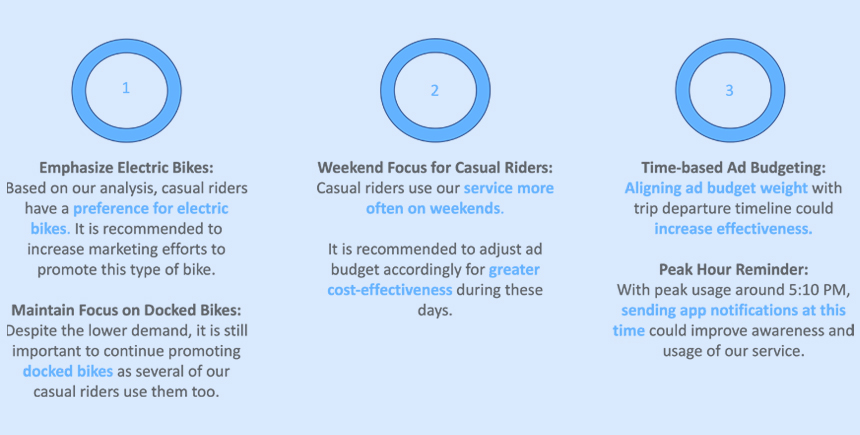 1
Emphasize Electric Bikes:
Based on our analysis, casual riders
have a preference for electric
bikes. It is recommended to
increase marketing efforts to
promote this type of bike.
Maintain Focus on Docked Bikes:
Despite the lower demand, it is still
important to continue promoting
docked bikes as several of our
casual riders use them too.
2
Weekend Focus for Casual Riders:
Casual riders use our service more
often on weekends.
It is recommended to adjust ad
budget accordingly for greater
cost-effectiveness during these
days.
3
Time-based Ad Budgeting:
Aligning ad budget weight with
trip departure timeline could
increase effectiveness.
Peak Hour Reminder:
With peak usage around 5:10 PM,
sending app notifications at this
time could improve awareness and
usage of our service.